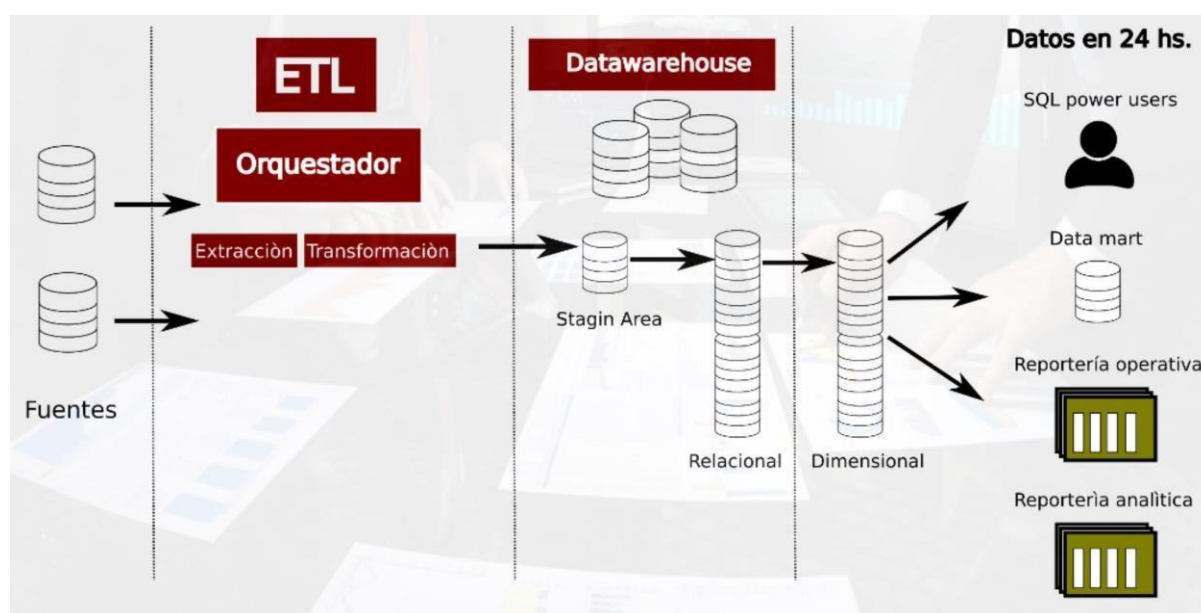 Datos en 24 hs.
ETL
Datawarehouse
SQL power users
Orquestador
Extracciòn
Transformaciòn
Data mart
Stagin Area
Reportería operativa
Fuentes
Relacional
Dimensional
Reporterìa analìtica